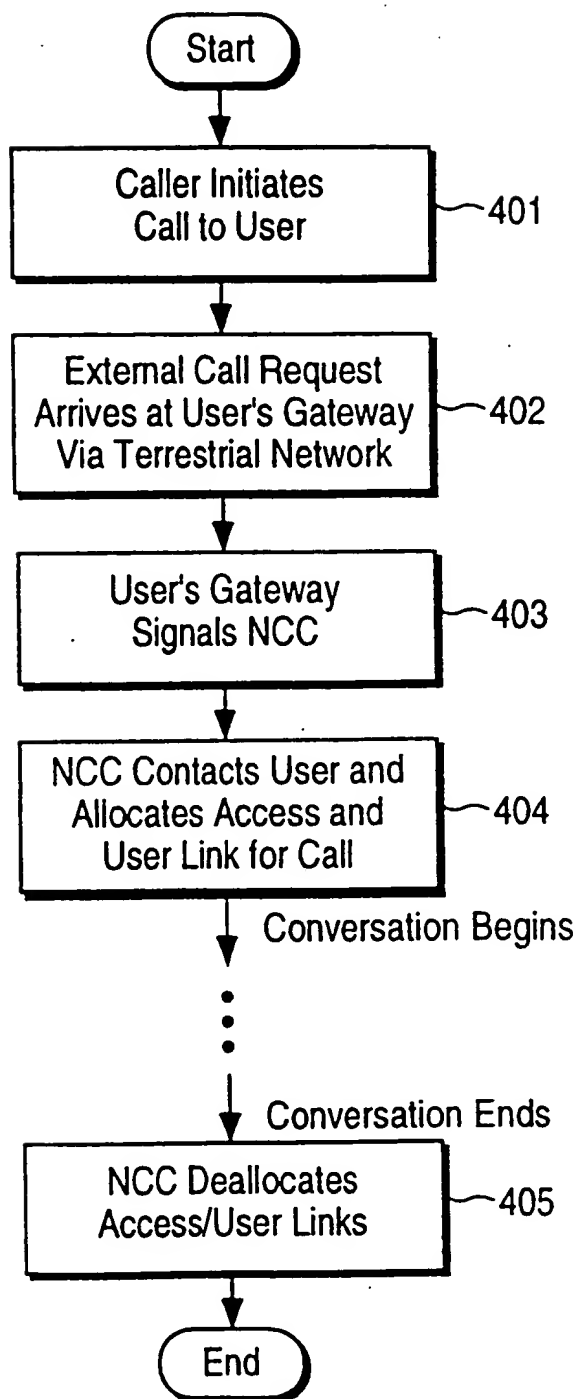 Start
Caller Initiates
Call to User
401
External Call Request
Arrives at User's Gateway
Via Terrestrial Network
402
User's Gateway
Signals NCC
403
NCC Contacts User and
Allocates Access and
User Link for Call
404
Conversation Begins
Conversation Ends
NCC Deallocates
Access/User Links
405
End